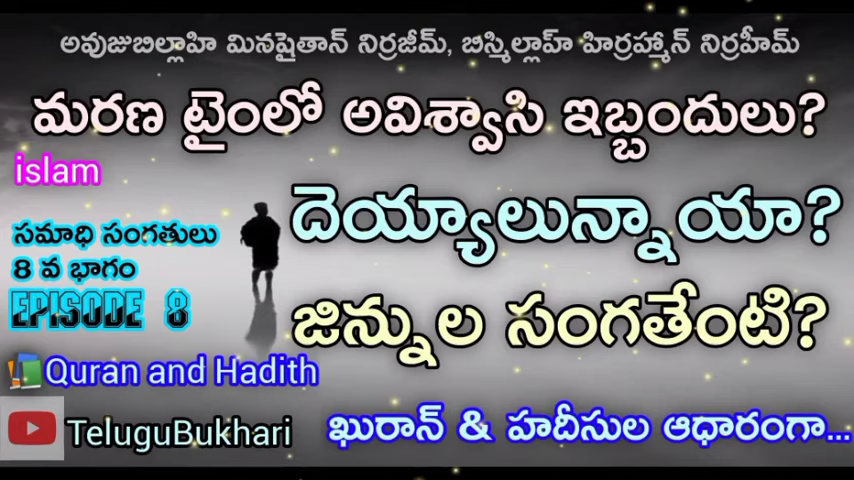 అవుజుబిల్లాహి మినషైతాన్ నిర్రజీమ్, బిస్మిల్లాహ్ హిర్రహ్మాన్ నిర్రహీమ్
మరణ టైంలో అవిశ్వాసి ఇబ్బందులు?
islam
దెయ్యాలున్నాయా?
సమాధి సంగతులు
8 వ భాగం
EPISODE 8
జిన్నుల సంగతేంటి?
Quran and Hadith
TeluguBukhari
ఖురాన్ & హదీసుల ఆధారంగా...